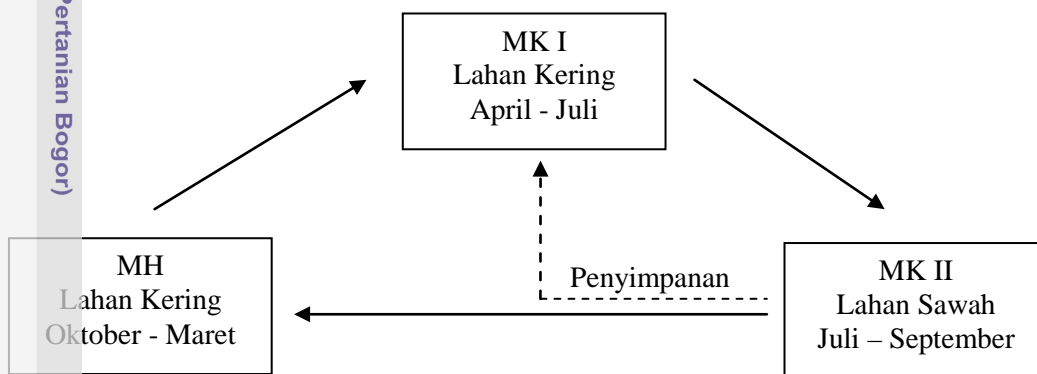 Pertanian Bogor)
MK I
Lahan Kering
April - Juli
MH
Lahan Kering
Oktober - Maret
Penyimpanan
MK II
Lahan Sawah
Juli – September